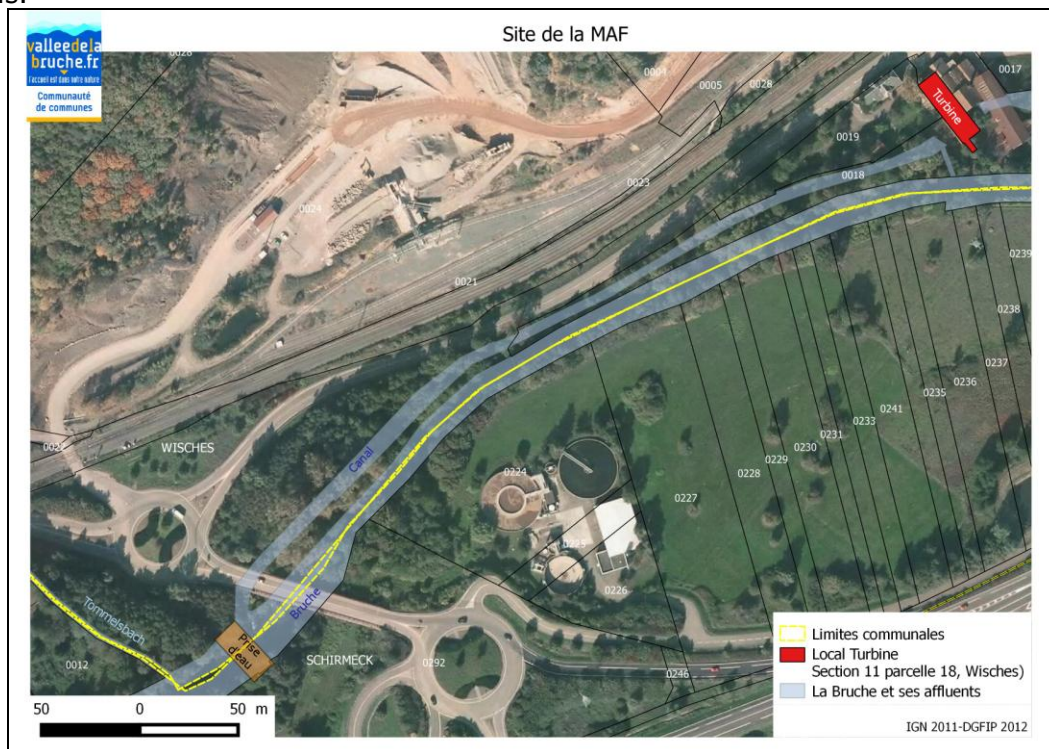 us.
Site de la MAF
valleedela
bruche.fr
l'accueil est dans notre nature
Communauté
de communes
0028
0004
0005
0028
0017
Turbine
0019
0018
0023
0024
0021
0239
0238
0237
0236
0235
0241
0233
0231
0230
0229
0228
0227
0022
WISCHES
Canal
0224
0225
0226
Bruche
Tommelsbach
Prise
d'eau
0012
SCHIRMECK
0292
0246
Limites communales
Local Turbine
Section 11 parcelle 18, Wisches)
La Bruche et ses affluents
50 0 50 m
IGN 2011-DGFIP 2012